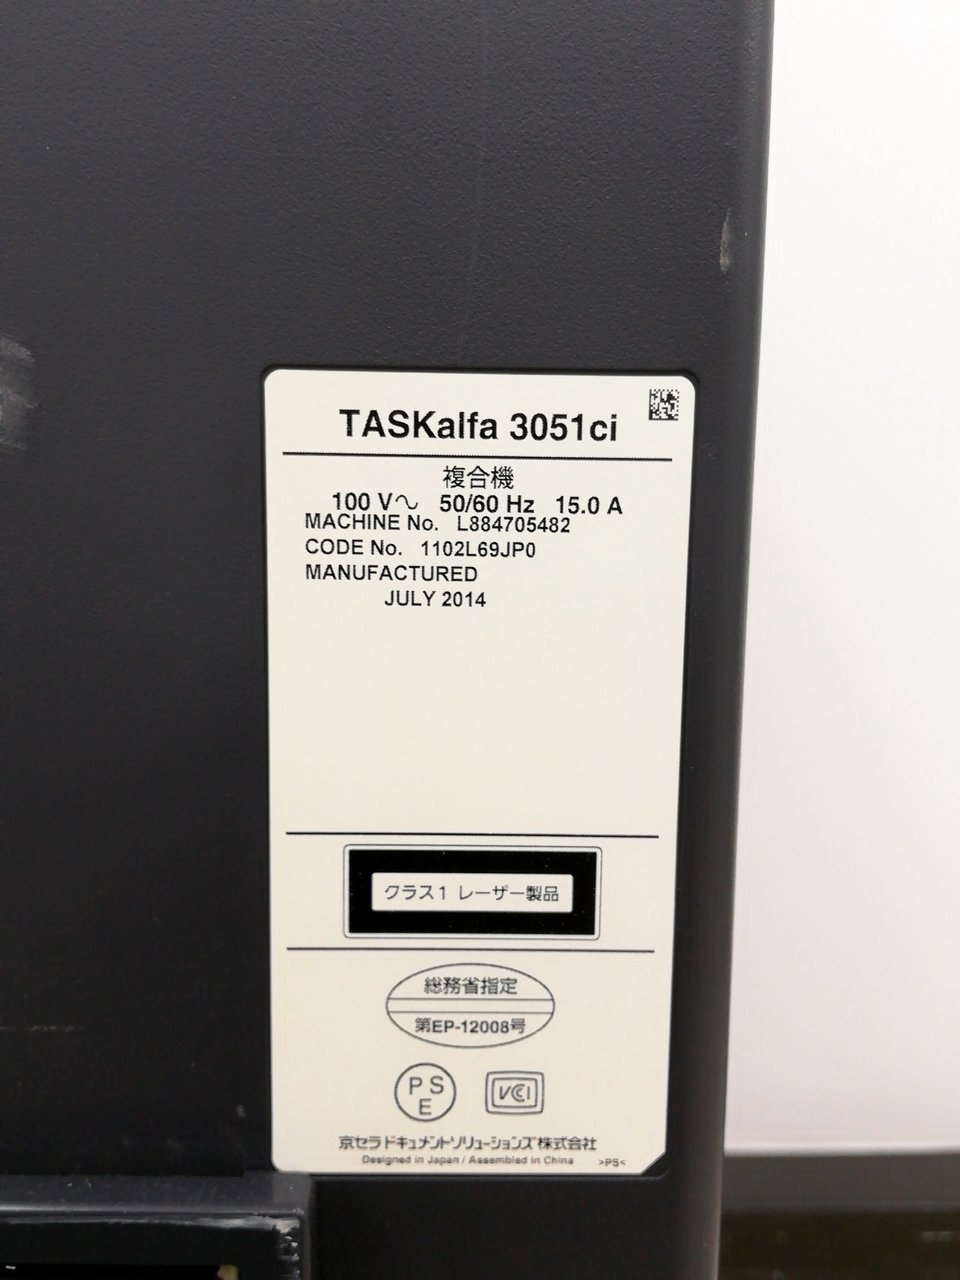 TASKalfa 3051ci
複合機
100 V～ 50/60 Hz 15.0 A
MACHINE No. L884705482
CODE No. 1102L69JP0
MANUFACTURED
JULY 2014
クラス1 レーザー製品
総務省指定
第EP-12008号
PS
E
VCCI
京セラドキュメントソリューションズ株式会社
Designed in Japan / Assembled in China >PS<